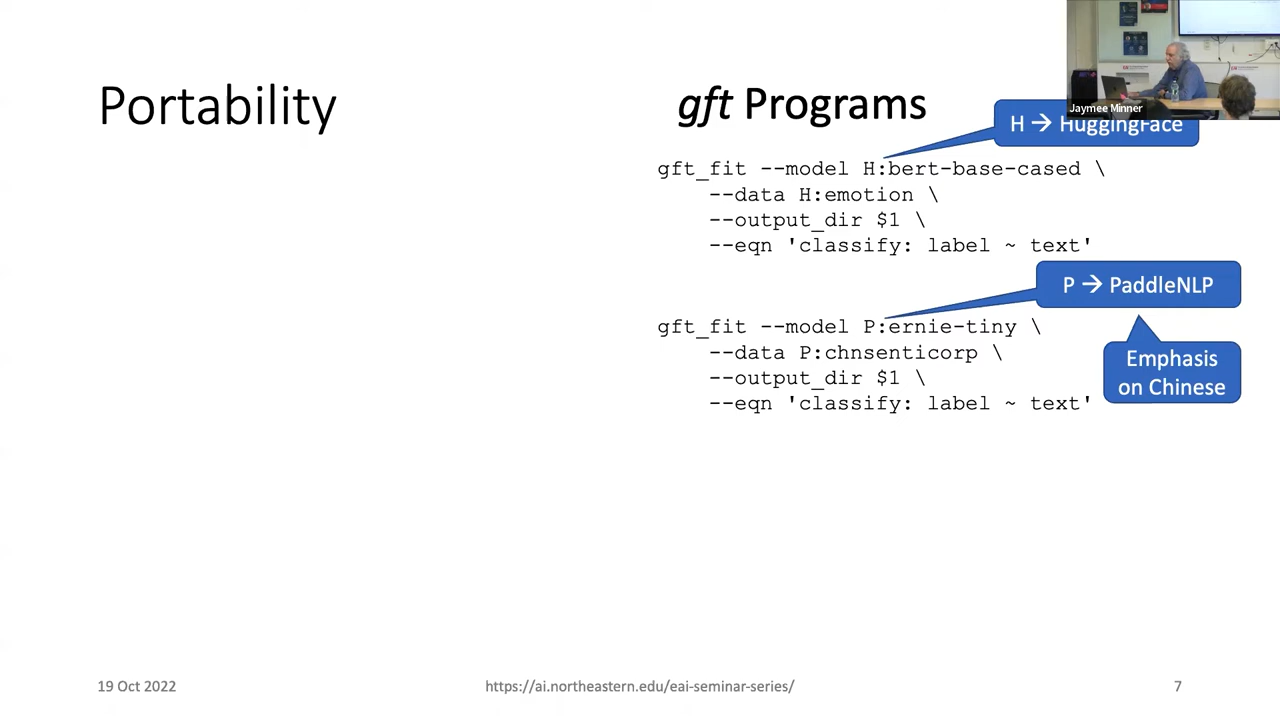 Portability
gft Programs
Jaymee Minner
H → HuggingFace
gft_fit --model H:bert-base-cased \
--data H:emotion \
--output_dir $1 \
--eqn 'classify: label ~ text'
P → PaddleNLP
gft_fit --model P:ernie-tiny \
--data P:chnsenticorp \
--output_dir $1 \
--eqn 'classify: label ~ text'
Emphasis
on Chinese
19 Oct 2022
https://ai.northeastern.edu/eai-seminar-series/
7